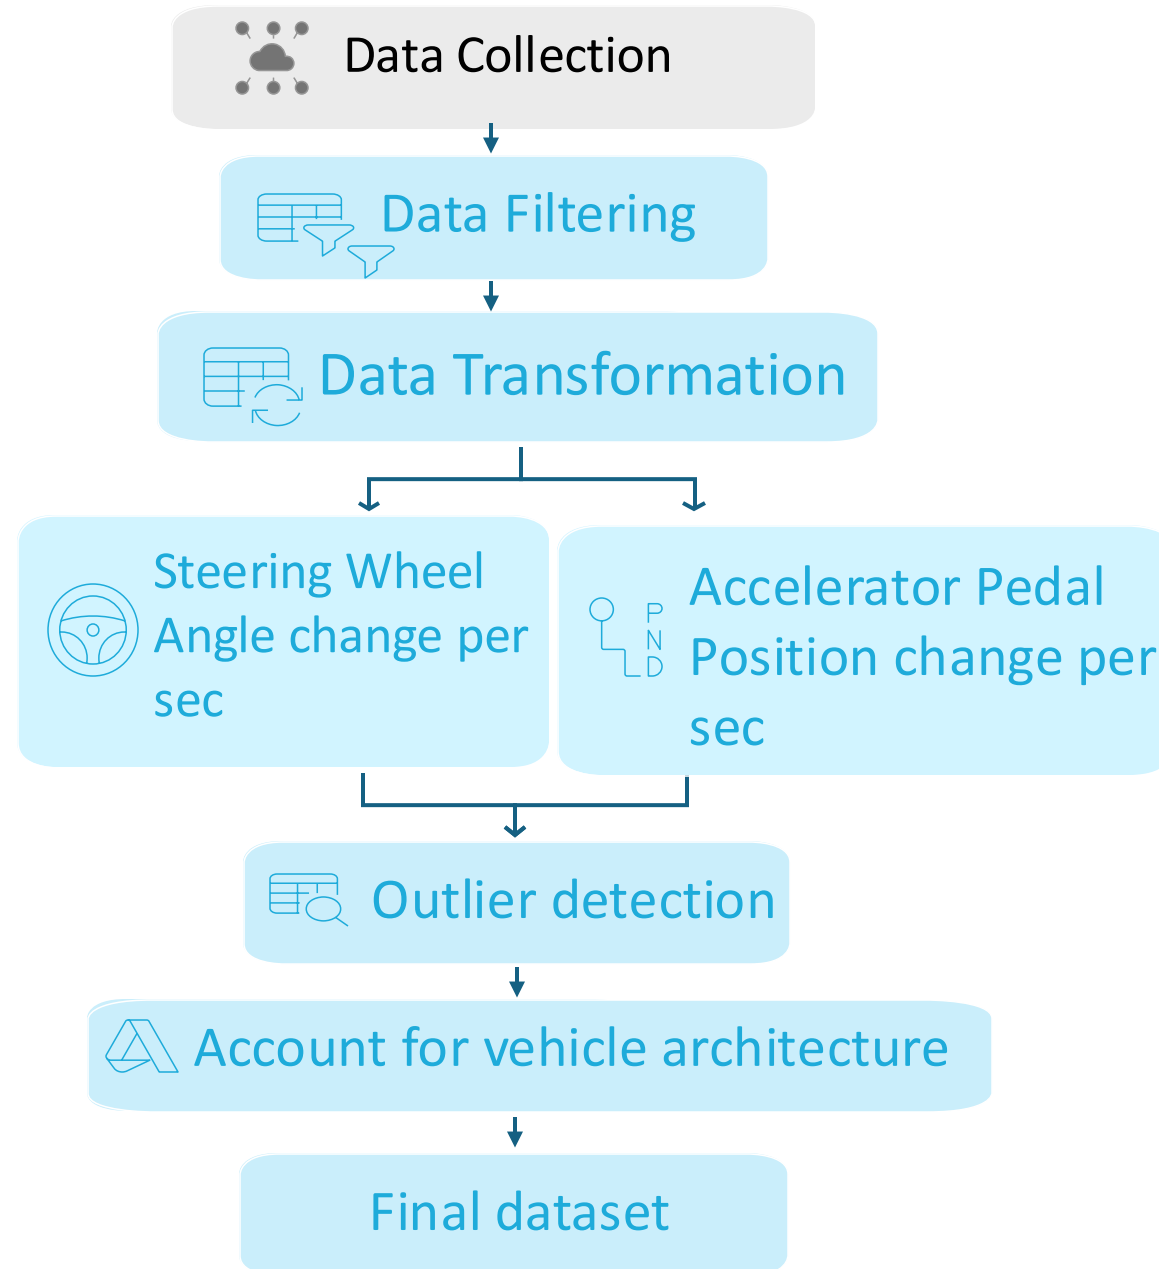 Data Collection
Data Filtering
Data Transformation
Steering Wheel
Angle change per
sec
P
N
D
Accelerator Pedal
Position change per
sec
Outlier detection
Account for vehicle architecture
Final dataset